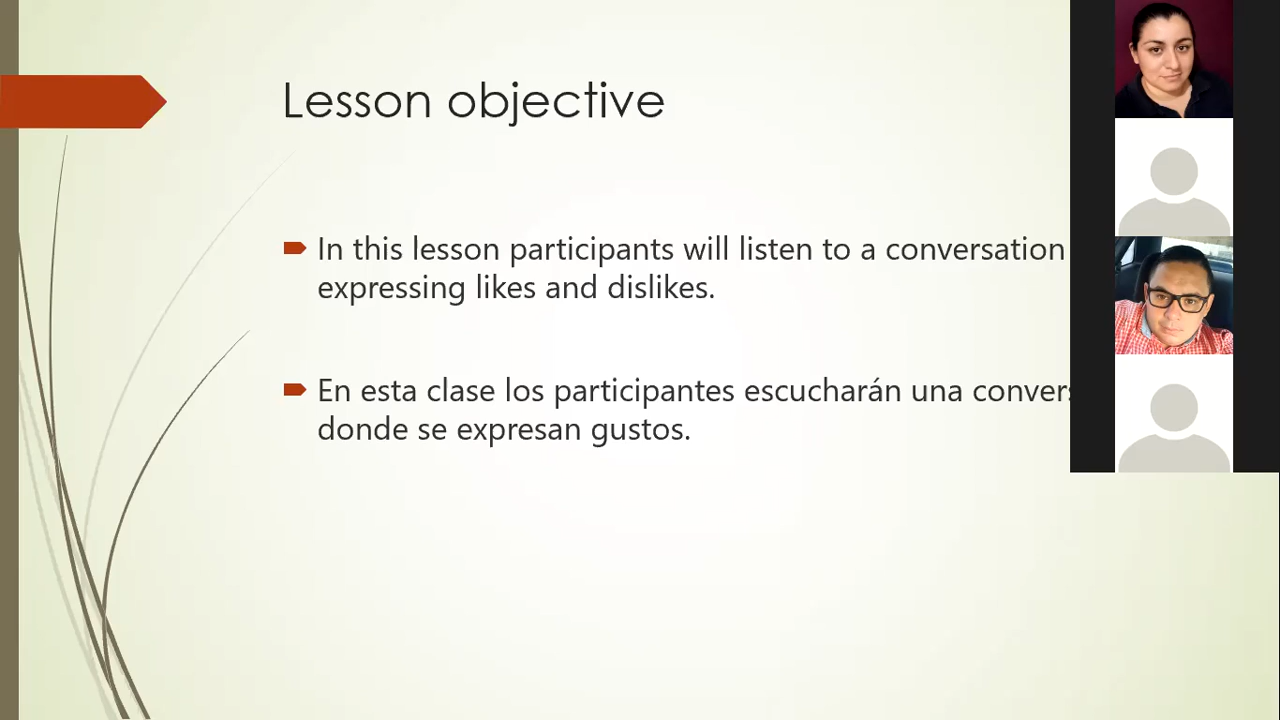 Lesson objective
In this lesson participants will listen to a conversation
expressing likes and dislikes.
En esta clase los participantes escucharán una
donde se expresan gustos.